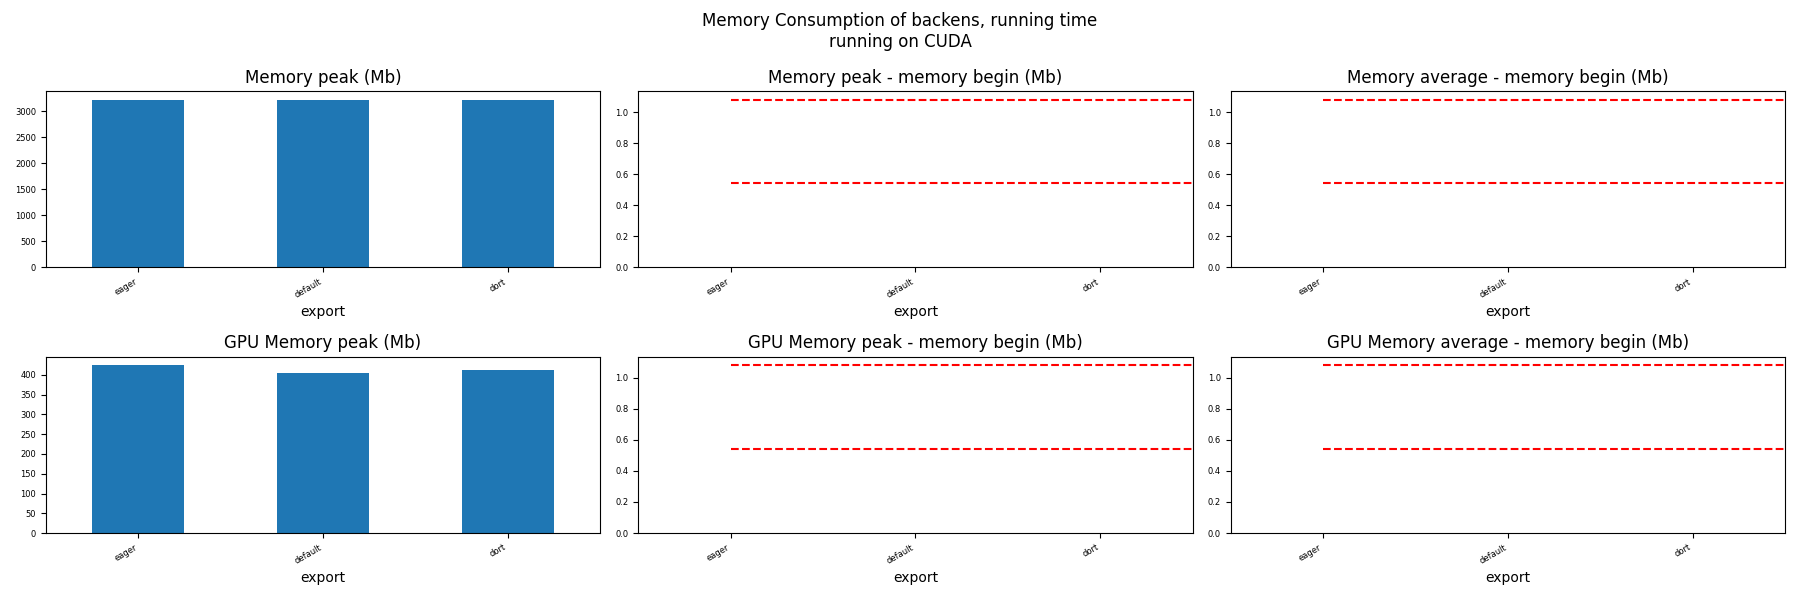 Memory Consumption of backens, running time
running on CUDA
Memory peak (Mb)
3000
2500
2000
1500
1000
500
0
eager
default
dort
export
Memory peak - memory begin (Mb)
1.0
0.8
0.6
0.4
0.2
0.0
eager
default
dort
export
Memory average - memory begin (Mb)
1.0
0.8
0.6
0.4
0.2
0.0
eager
default
dort
export
GPU Memory peak (Mb)
400
350
300
250
200
150
100
50
0
eager
default
dort
export
GPU Memory peak - memory begin (Mb)
1.0
0.8
0.6
0.4
0.2
0.0
eager
default
dort
export
GPU Memory average - memory begin (Mb)
1.0
0.8
0.6
0.4
0.2
0.0
eager
default
dort
export